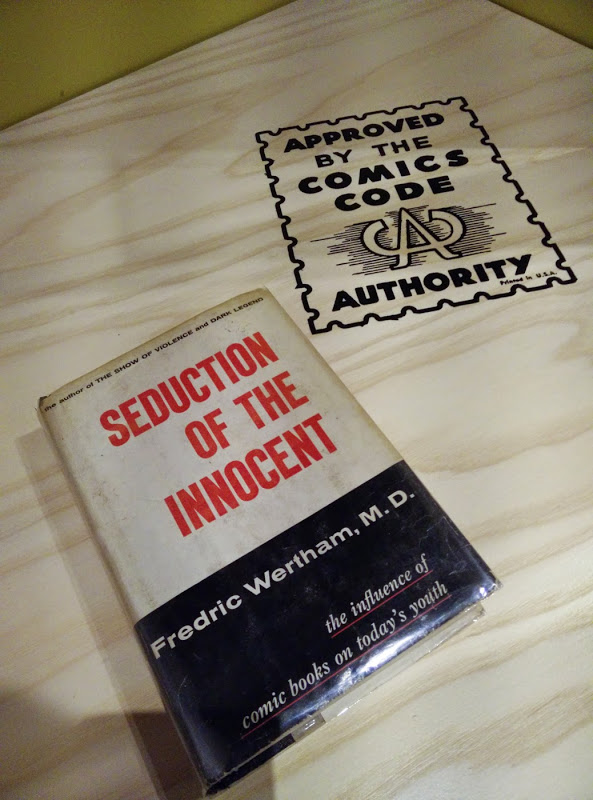 APPROVED
BY THE
COMICS
CODE
CA
AUTHORITY
Printed in U.S.A.
the author of THE SHOW OF VIOLENCE and DARK LEGEND
SEDUCTION
OF THE
INNOCENT
Fredric Wertham, M.D.
the influence of
comic books on today's youth